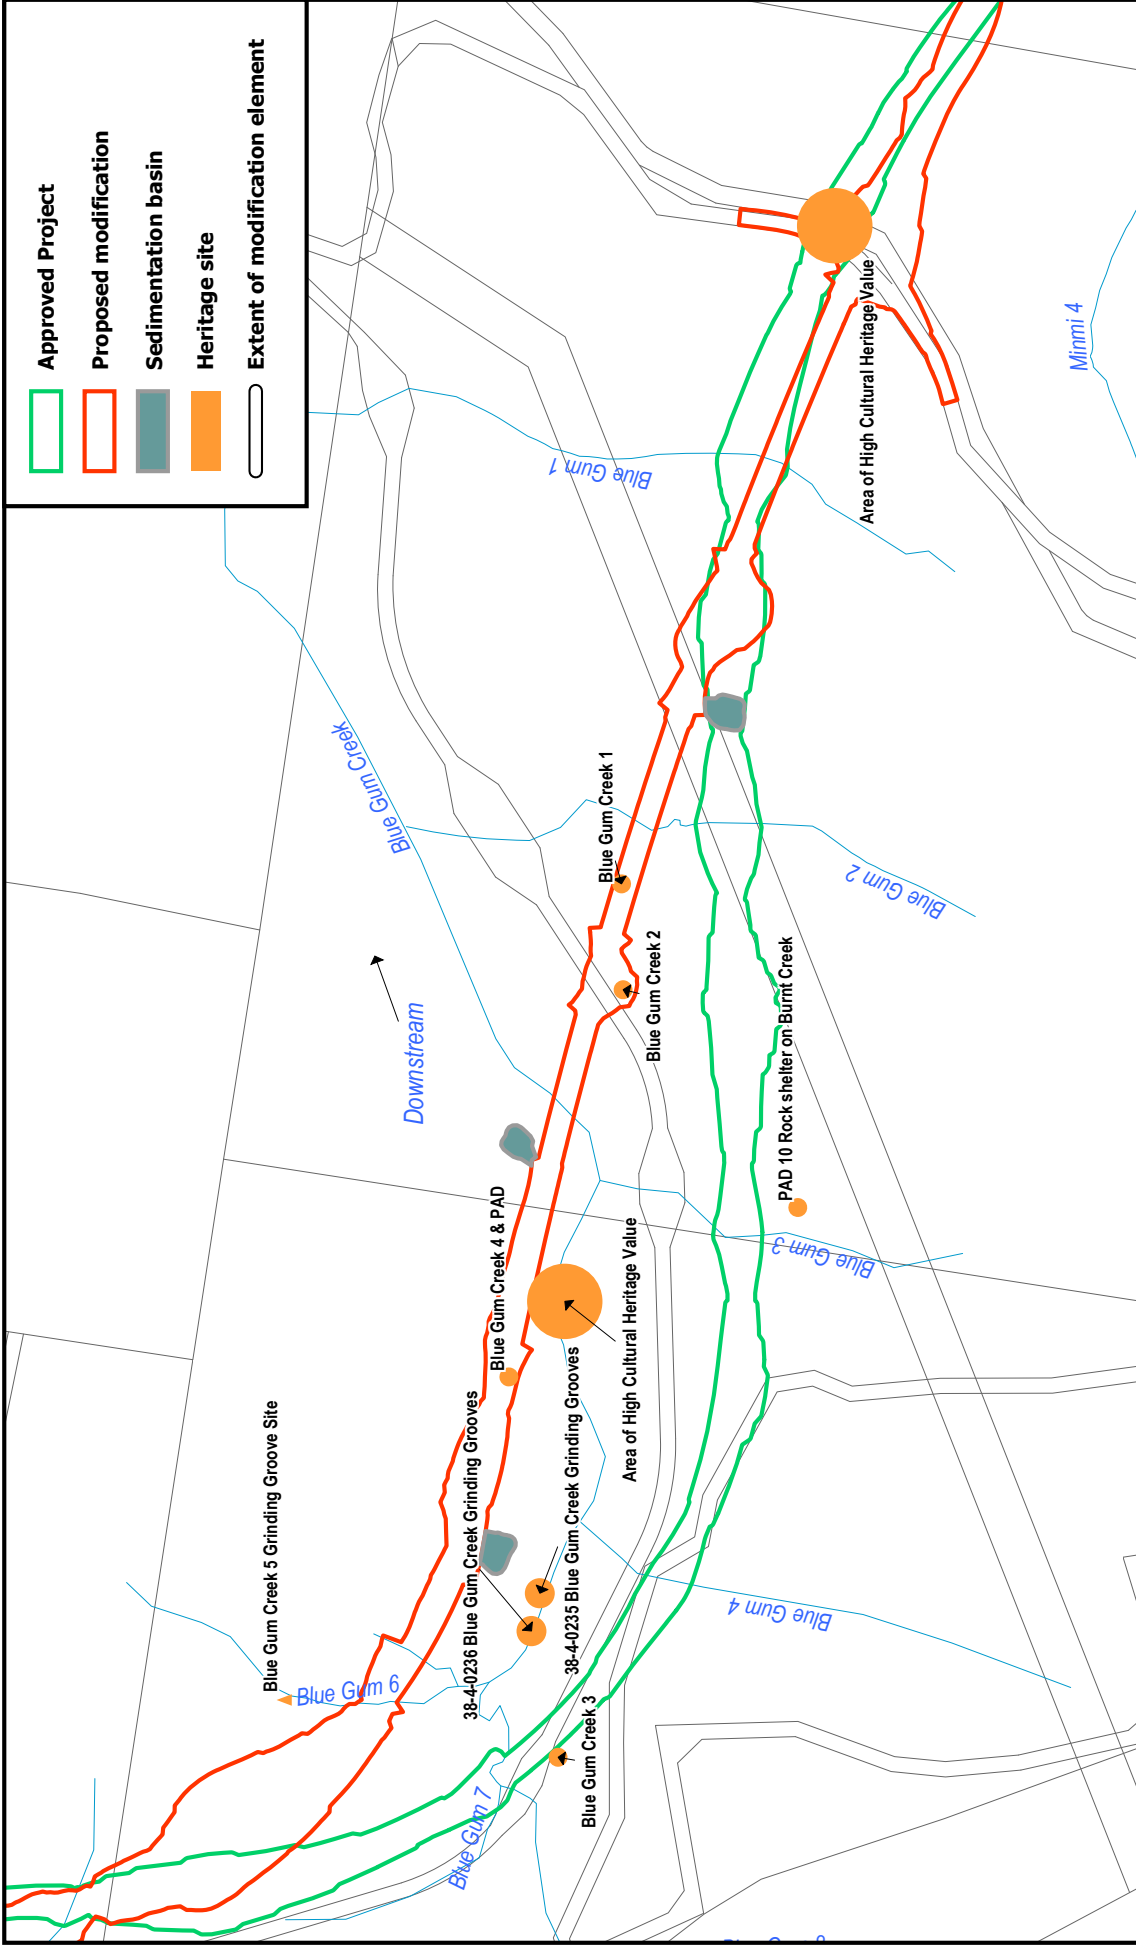 Approved Project
Proposed modification
Sedimentation basin
Heritage site
Extent of modification element
Blue Gum Creek 5 Grinding Groove Site
Blue Gum 6
Blue Gum Creek
Downstream
38-4-0236 Blue Gum Creek Grinding Grooves
Blue Gum Creek 4 & PAD
38-4-0235 Blue Gum Creek Grinding Grooves
Area of High Cultural Heritage Value
Blue Gum Creek 1
Blue Gum Creek 2
Blue Gum 1
Blue Gum 7
Blue Gum Creek 3
Blue Gum 4
Blue Gum 3
PAD 10 Rock shelter on Burnt Creek
Blue Gum 2
Area of High Cultural Heritage Value
Minmi 4